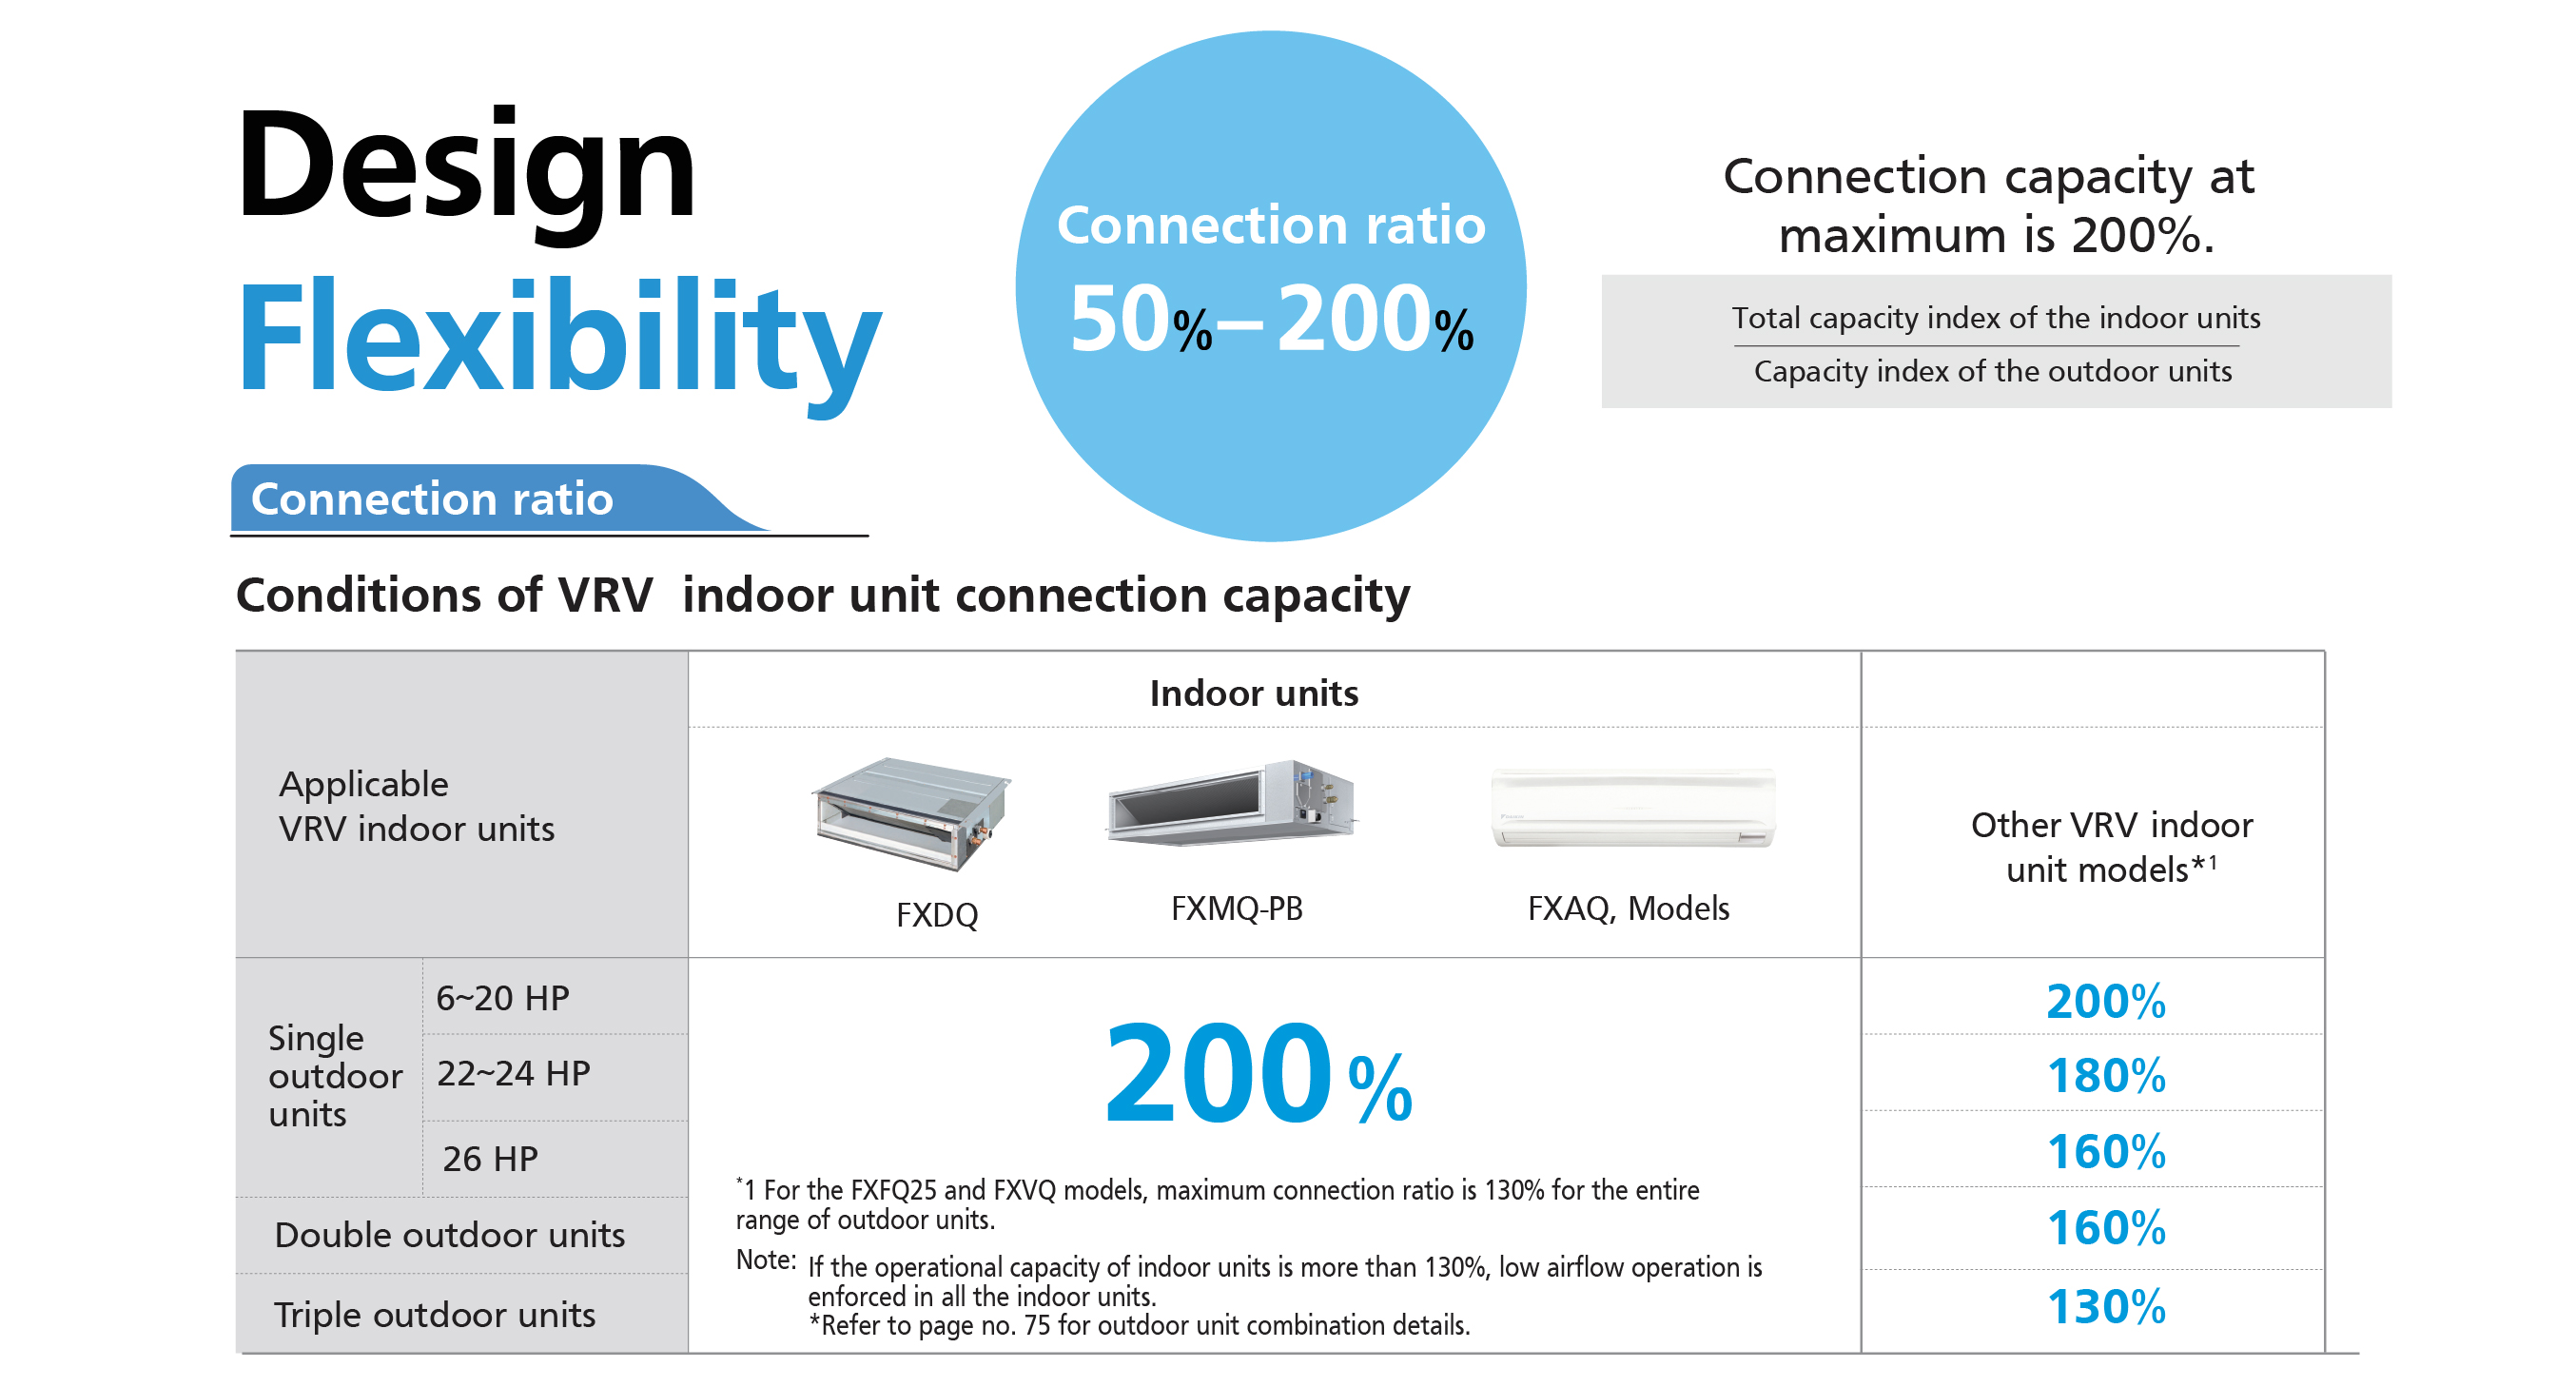 Design
Flexibility
Connection ratio
50%–200%
Connection capacity at
maximum is 200%.
Total capacity index of the indoor units
Capacity index of the outdoor units
Connection ratio
Conditions of VRV indoor unit connection capacity
Indoor units
Applicable
VRV indoor units
FXDQ
FXMQ-PB
FXAQ, Models
Other VRV indoor
unit models*1
Single
outdoor
units
6~20 HP
22~24 HP
26 HP
Double outdoor units
Triple outdoor units
200%
*1 For the FXFQ25 and FXVQ models, maximum connection ratio is 130% for the entire
range of outdoor units.
Note: If the operational capacity of indoor units is more than 130%, low airflow operation is
enforced in all the indoor units.
*Refer to page no. 75 for outdoor unit combination details.
200%
180%
160%
160%
130%